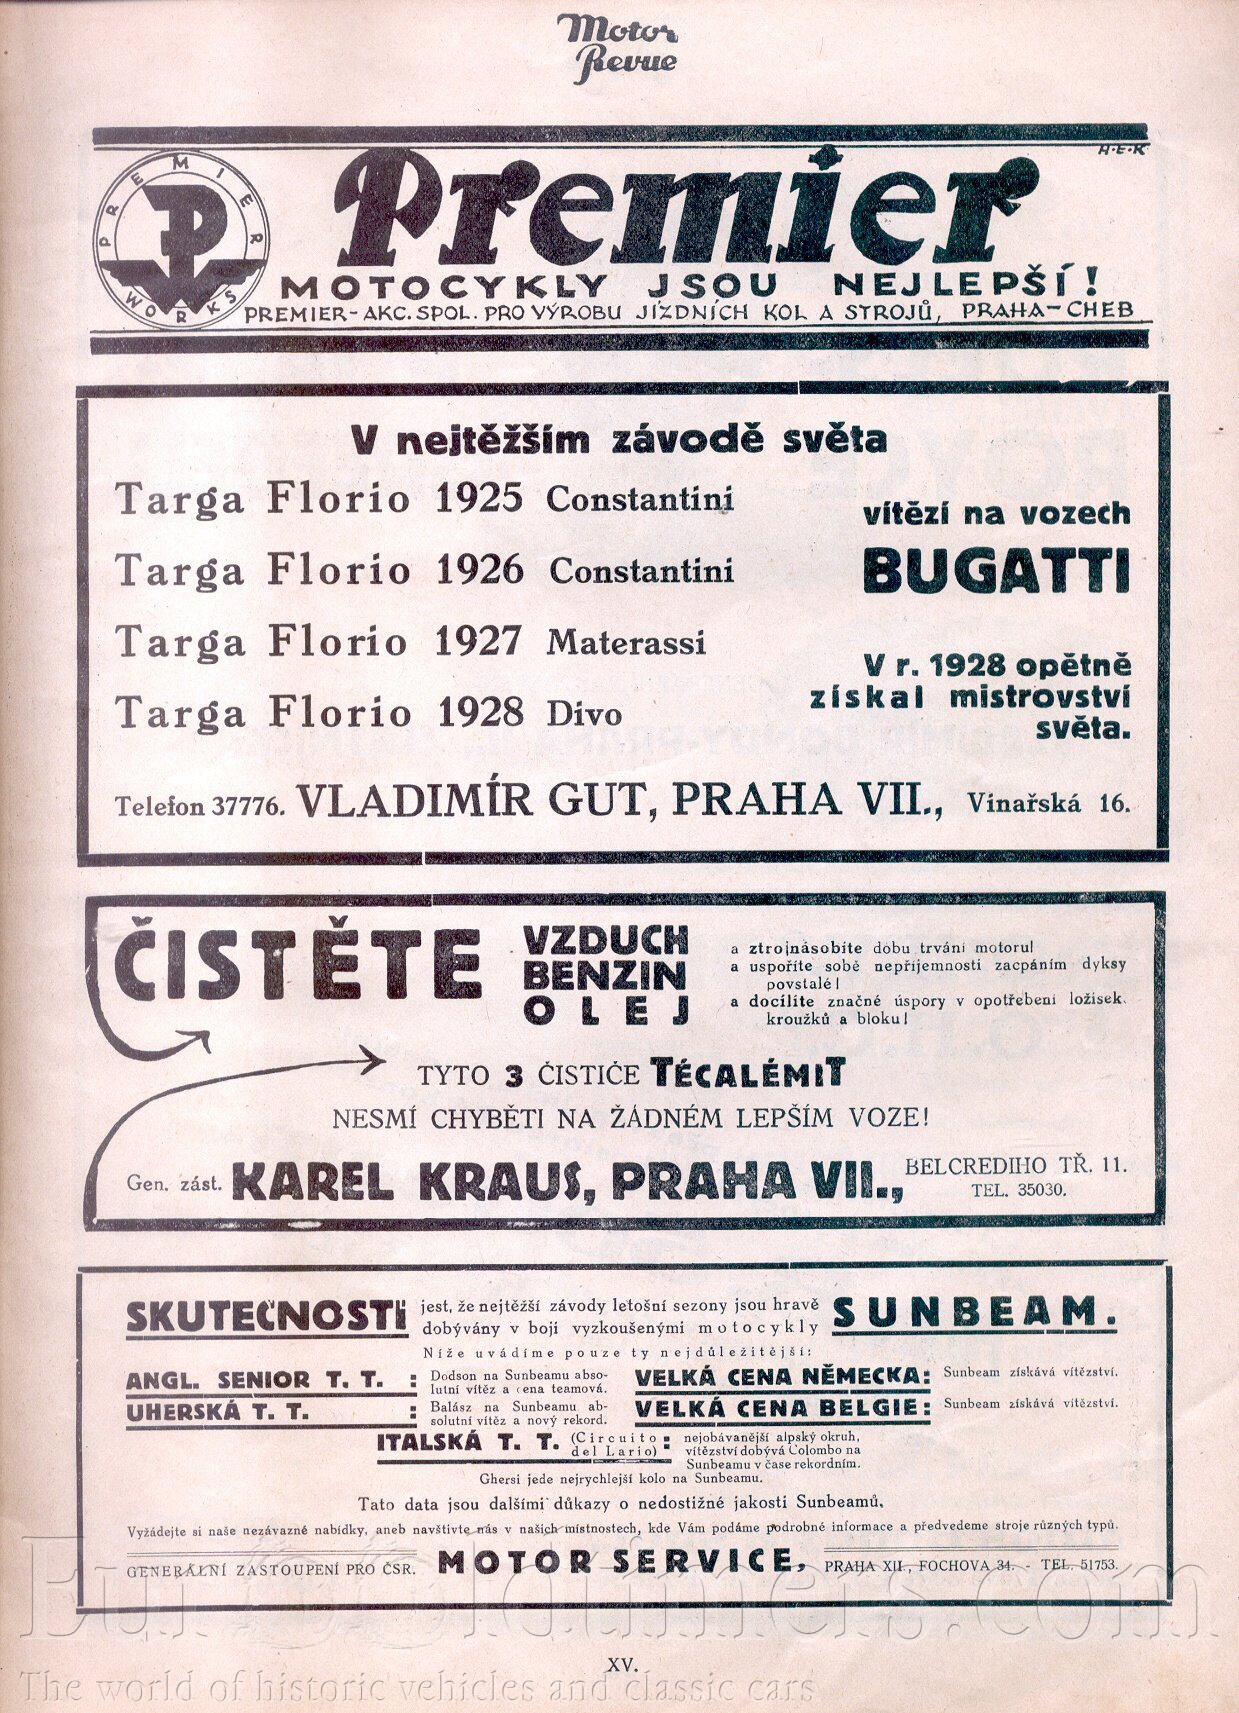 Motor
Revue
H·E·K
PREMIER
P
WORKS
Premier
MOTOCYKLY JSOU NEJLEPŠÍ!
PREMIER-AKC. SPOL. PRO VÝROBU JÍZDNÍCH KOL A STROJŮ, PRAHA-CHEB
V nejtěžším závodě světa
Targa Florio 1925 Constantini
vítězí na vozech
Targa Florio 1926 Constantini
BUGATTI
Targa Florio 1927 Materassi
V r. 1928 opětně
získal mistrovství
světa.
Targa Florio 1928 Divo
Telefon 37776. VLADIMÍR GUT, PRAHA VII., Vinařská 16.
ČISTĚTE
VZDUCH
BENZIN
OLEJ
a ztrojnásobíte dobu trvání motoru!
a uspoříte sobě nepříjemnosti zacpáním dyksy
povstalé!
a docílíte značné úspory v opotřebení ložisek,
kroužků a bloku!
TYTO 3 ČISTIČE TÉCALÉMIT
NESMÍ CHYBĚTI NA ŽÁDNÉM LEPŠÍM VOZE!
Gen. zást. KAREL KRAUS, PRAHA VII., BELCREDIHO TŘ. 11.
TEL. 35030.
SKUTEČNOSTÍ jest, že nejtěžší závody letošní sezony jsou hravě
dobývány v boji vyzkoušenými motocykly SUNBEAM.
Níže uvádíme pouze ty nejdůležitější:
ANGL. SENIOR T. T. : Dodson na Sunbeamu abso-
lutní vítěz a cena teamová.
VELKÁ CENA NĚMECKA: Sunbeam získává vítězství.
UHERSKÁ T. T. : Balász na Sunbeamu ab-
solutní vítěz a nový rekord.
VELKÁ CENA BELGIE: Sunbeam získává vítězství.
ITALSKÁ T. T. (Circuito
del Lario) : nejobávanější alpský okruh,
vítězství dobývá Colombo na
Sunbeamu v čase rekordním.
Ghersi jede nejrychlejší kolo na Sunbeamu.
Tato data jsou dalšími důkazy o nedostižné jakosti Sunbeamů.
Vyžádejte si naše nezávazné nabídky, aneb navštivte nás v našich místnostech, kde Vám podáme podrobné informace a předvedeme stroje různých typů.
GENERÁLNÍ ZASTOUPENÍ PRO ČSR. MOTOR SERVICE, PRAHA XII., FOCHOVA 34. - TEL. 51753.
EurOldtimers.com
XV.
The world of historic vehicles and classic cars